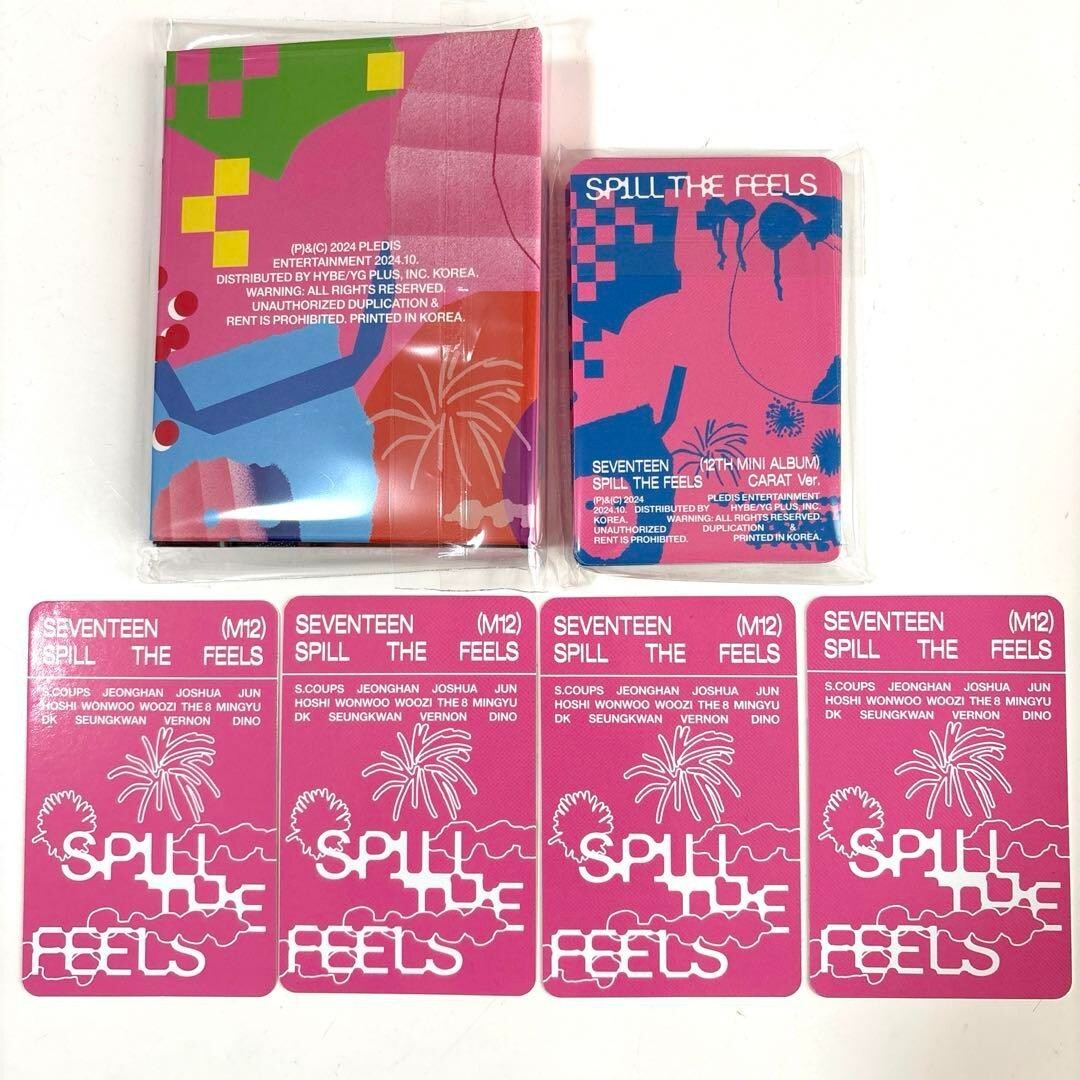 (P)&(C) 2024 PLEDIS
ENTERTAINMENT 2024.10.
DISTRIBUTED BY HYBE/YG PLUS, INC. KOREA.
WARNING: ALL RIGHTS RESERVED.
UNAUTHORIZED DUPLICATION &
RENT IS PROHIBITED. PRINTED IN KOREA.
SPILL THE FEELS
SEVENTEEN (12TH MINI ALBUM)
SPILL THE FEELS CARAT Ver.
(P)&(C) 2024 PLEDIS ENTERTAINMENT
2024.10. DISTRIBUTED BY HYBE/YG PLUS, INC.
KOREA. WARNING: ALL RIGHTS RESERVED.
UNAUTHORIZED DUPLICATION &
RENT IS PROHIBITED. PRINTED IN KOREA.
SEVENTEEN (M12)
SPILL THE FEELS
S.COUPS JEONGHAN JOSHUA JUN
HOSHI WONWOO WOOZI THE 8 MINGYU
DK SEUNGKWAN VERNON DINO
SPILL
THE
FEELS
SEVENTEEN (M12)
SPILL THE FEELS
S.COUPS JEONGHAN JOSHUA JUN
HOSHI WONWOO WOOZI THE 8 MINGYU
DK SEUNGKWAN VERNON DINO
SPILL
THE
FEELS
SEVENTEEN (M12)
SPILL THE FEELS
S.COUPS JEONGHAN JOSHUA JUN
HOSHI WONWOO WOOZI THE 8 MINGYU
DK SEUNGKWAN VERNON DINO
SPILL
THE
FEELS
SEVENTEEN (M12)
SPILL THE FEELS
S.COUPS JEONGHAN JOSHUA JUN
HOSHI WONWOO WOOZI THE 8 MINGYU
DK SEUNGKWAN VERNON DINO
SPILL
THE
FEELS